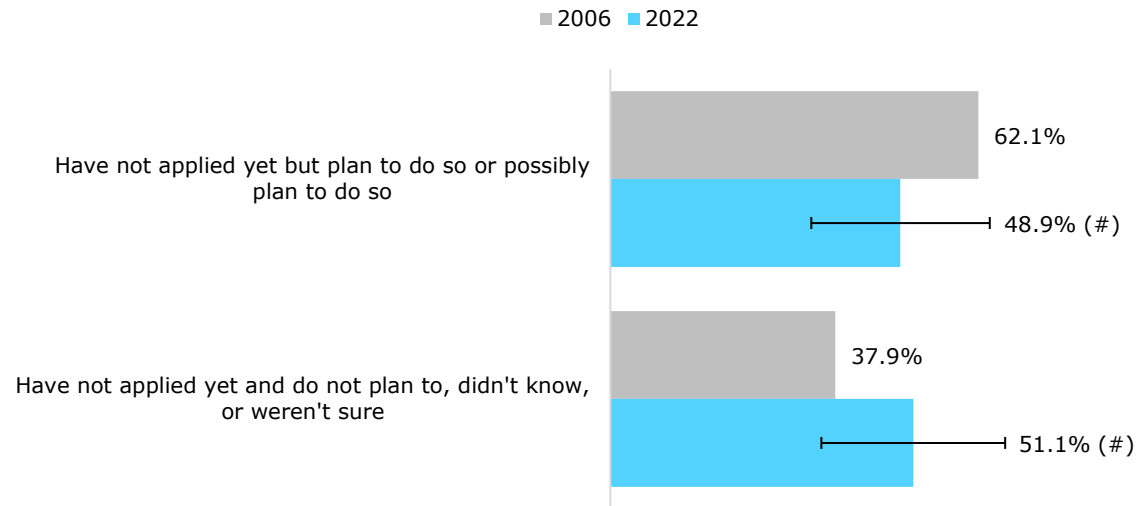 2006 2022
Have not applied yet but plan to do so or possibly
plan to do so
62.1%
48.9% (#)
Have not applied yet and do not plan to, didn't know,
or weren't sure
37.9%
51.1% (#)